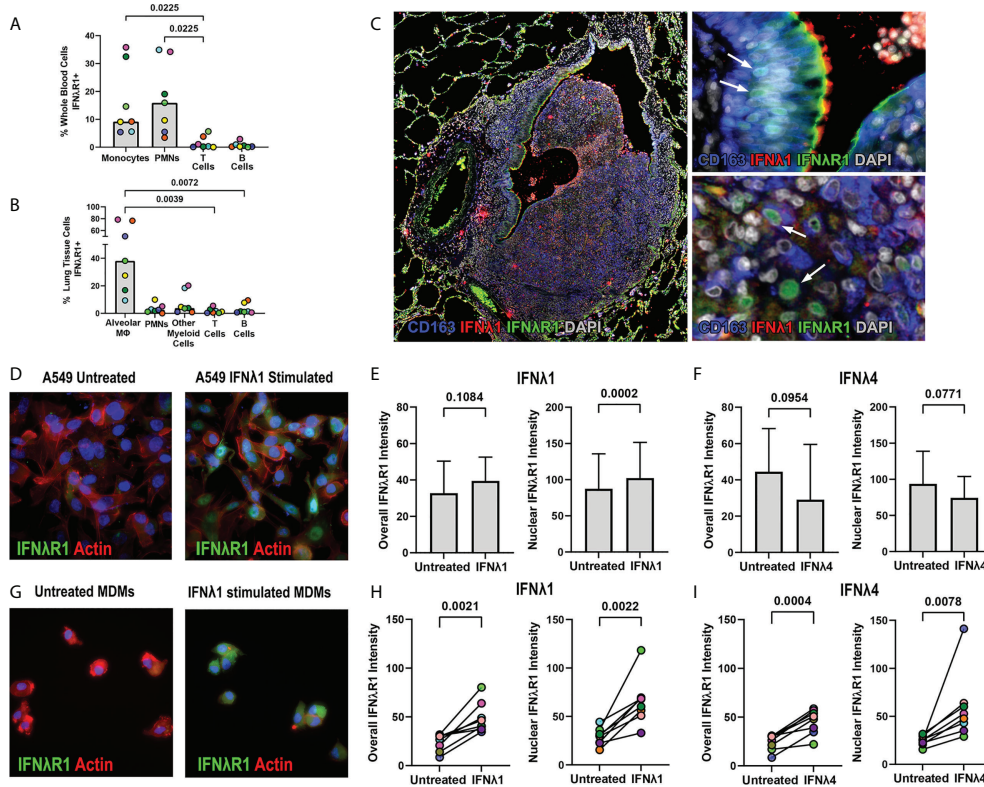 A
0.0225
0.0225
% Whole Blood Cells
IFNλR1+
40
30
20
10
0
Monocytes
PMNs
T
Cells
B
Cells
B
0.0072
0.0039
% Lung Tissue Cells
IFNλR1+
100
80
60
40
20
0
Alveolar
MΦ
PMNs
Other
Myeloid
Cells
T
Cells
B
Cells
C
CD163 IFNλ1 IFNλR1 DAPI
CD163 IFNλ1 IFNλR1 DAPI
CD163 IFNλ1 IFNλR1 DAPI
D
A549 Untreated
A549 IFNλ1 Stimulated
IFNλR1 Actin
IFNλR1 Actin
E
IFNλ1
0.1084
Overall IFNλR1 Intensity
80
60
40
20
0
Untreated IFNλ1
0.0002
Nuclear IFNλR1 Intensity
200
150
100
50
0
Untreated IFNλ1
F
IFNλ4
0.0954
Overall IFNλR1 Intensity
80
60
40
20
0
Untreated IFNλ4
0.0771
Nuclear IFNλR1 Intensity
200
150
100
50
0
Untreated IFNλ4
G
Untreated MDMs
IFNλ1 stimulated MDMs
IFNλR1 Actin
IFNλR1 Actin
H
IFNλ1
0.0021
Overall IFNλR1 Intensity
150
100
50
0
Untreated IFNλ1
0.0022
Nuclear IFNλR1 Intensity
150
100
50
0
Untreated IFNλ1
I
IFNλ4
0.0004
Overall IFNλR1 Intensity
150
100
50
0
Untreated IFNλ4
0.0078
Nuclear IFNλR1 Intensity
150
100
50
0
Untreated IFNλ4